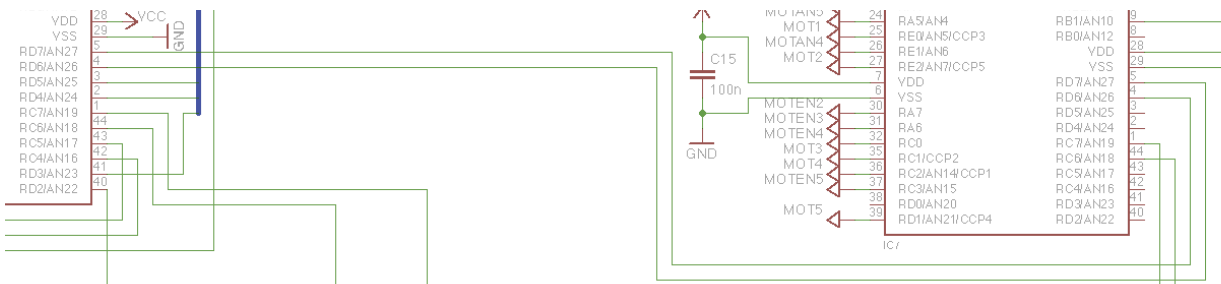 VDD 28 VCC
VSS 29 GND
RD7/AN27 5
RD6/AN26 4
RD5/AN25 3
RD4/AN24 2
RC7/AN19 1
RC6/AN18 44
RC5/AN17 43
RC4/AN16 42
RD3/AN23 41
RD2/AN22 40
C15
100n
GND
MOTAN5
MOT1
MOTAN4
MOT2
MOTEN2
MOTEN3
MOTEN4
MOT3
MOT4
MOTEN5
MOT5
24 RA5/AN4
25 RE0/AN5/CCP3
26 RE1/AN6
27 RE2/AN7/CCP5
7 VDD
6 VSS
30 RA7
31 RA6
32 RC0
35 RC1/CCP2
36 RC2/AN14/CCP1
37 RC3/AN15
38 RD0/AN20
39 RD1/AN21/CCP4
RB1/AN10 9
RB0/AN12 8
VDD 28
VSS 29
RD7/AN27 5
RD6/AN26 4
RD5/AN25 3
RD4/AN24 2
RC7/AN19 1
RC6/AN18 44
RC5/AN17 43
RC4/AN16 42
RD3/AN23 41
RD2/AN22 40
IC7